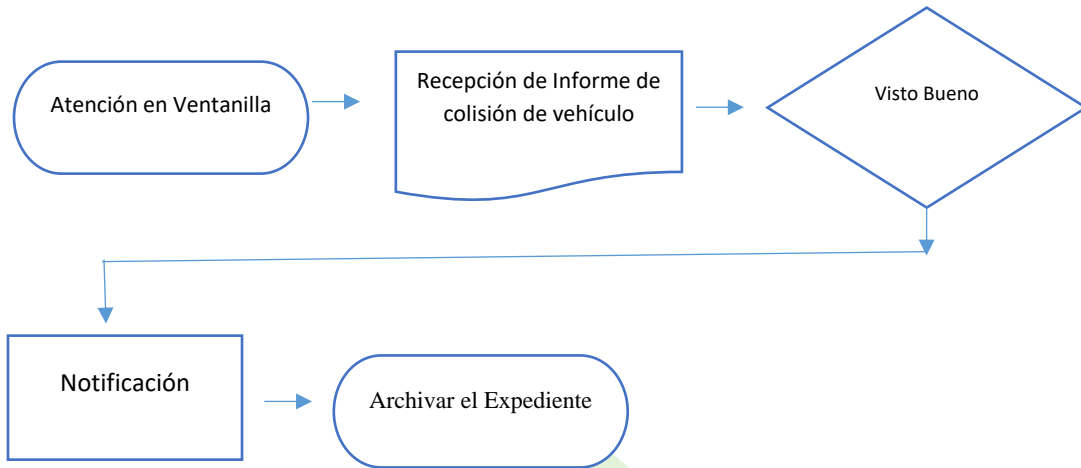 Atención en Ventanilla
Recepción de Informe de
colisión de vehículo
Visto Bueno
Notificación
Archivar el Expediente